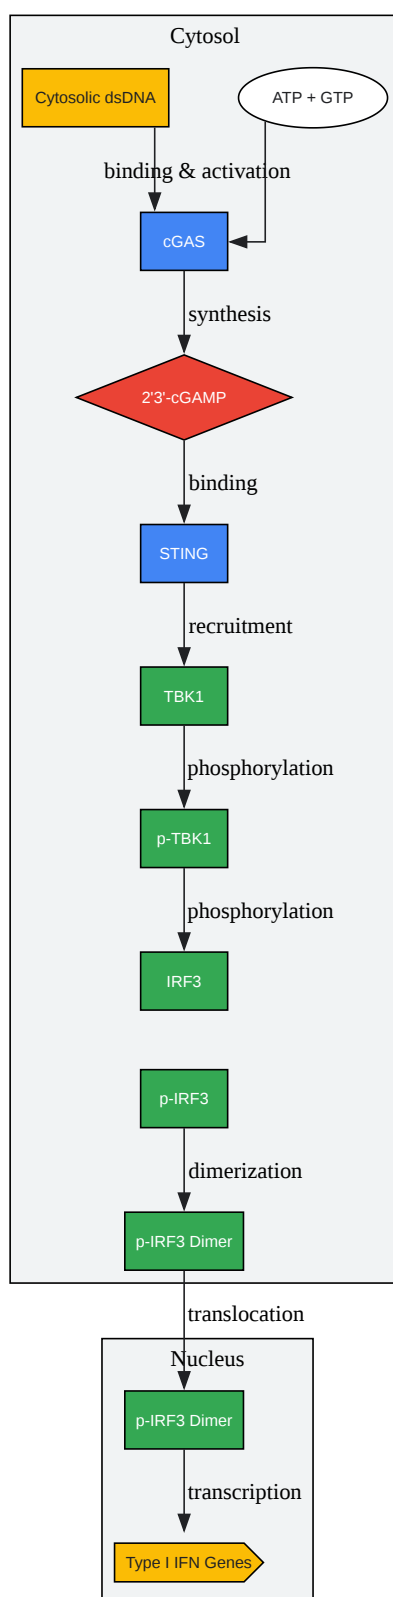 Cytosol
Cytosolic dsDNA
ATP + GTP
binding & activation
cGAS
synthesis
2'3'-cGAMP
binding
STING
recruitment
TBK1
phosphorylation
p-TBK1
phosphorylation
IRF3
p-IRF3
dimerization
p-IRF3 Dimer
translocation
Nucleus
p-IRF3 Dimer
transcription
Type I IFN Genes